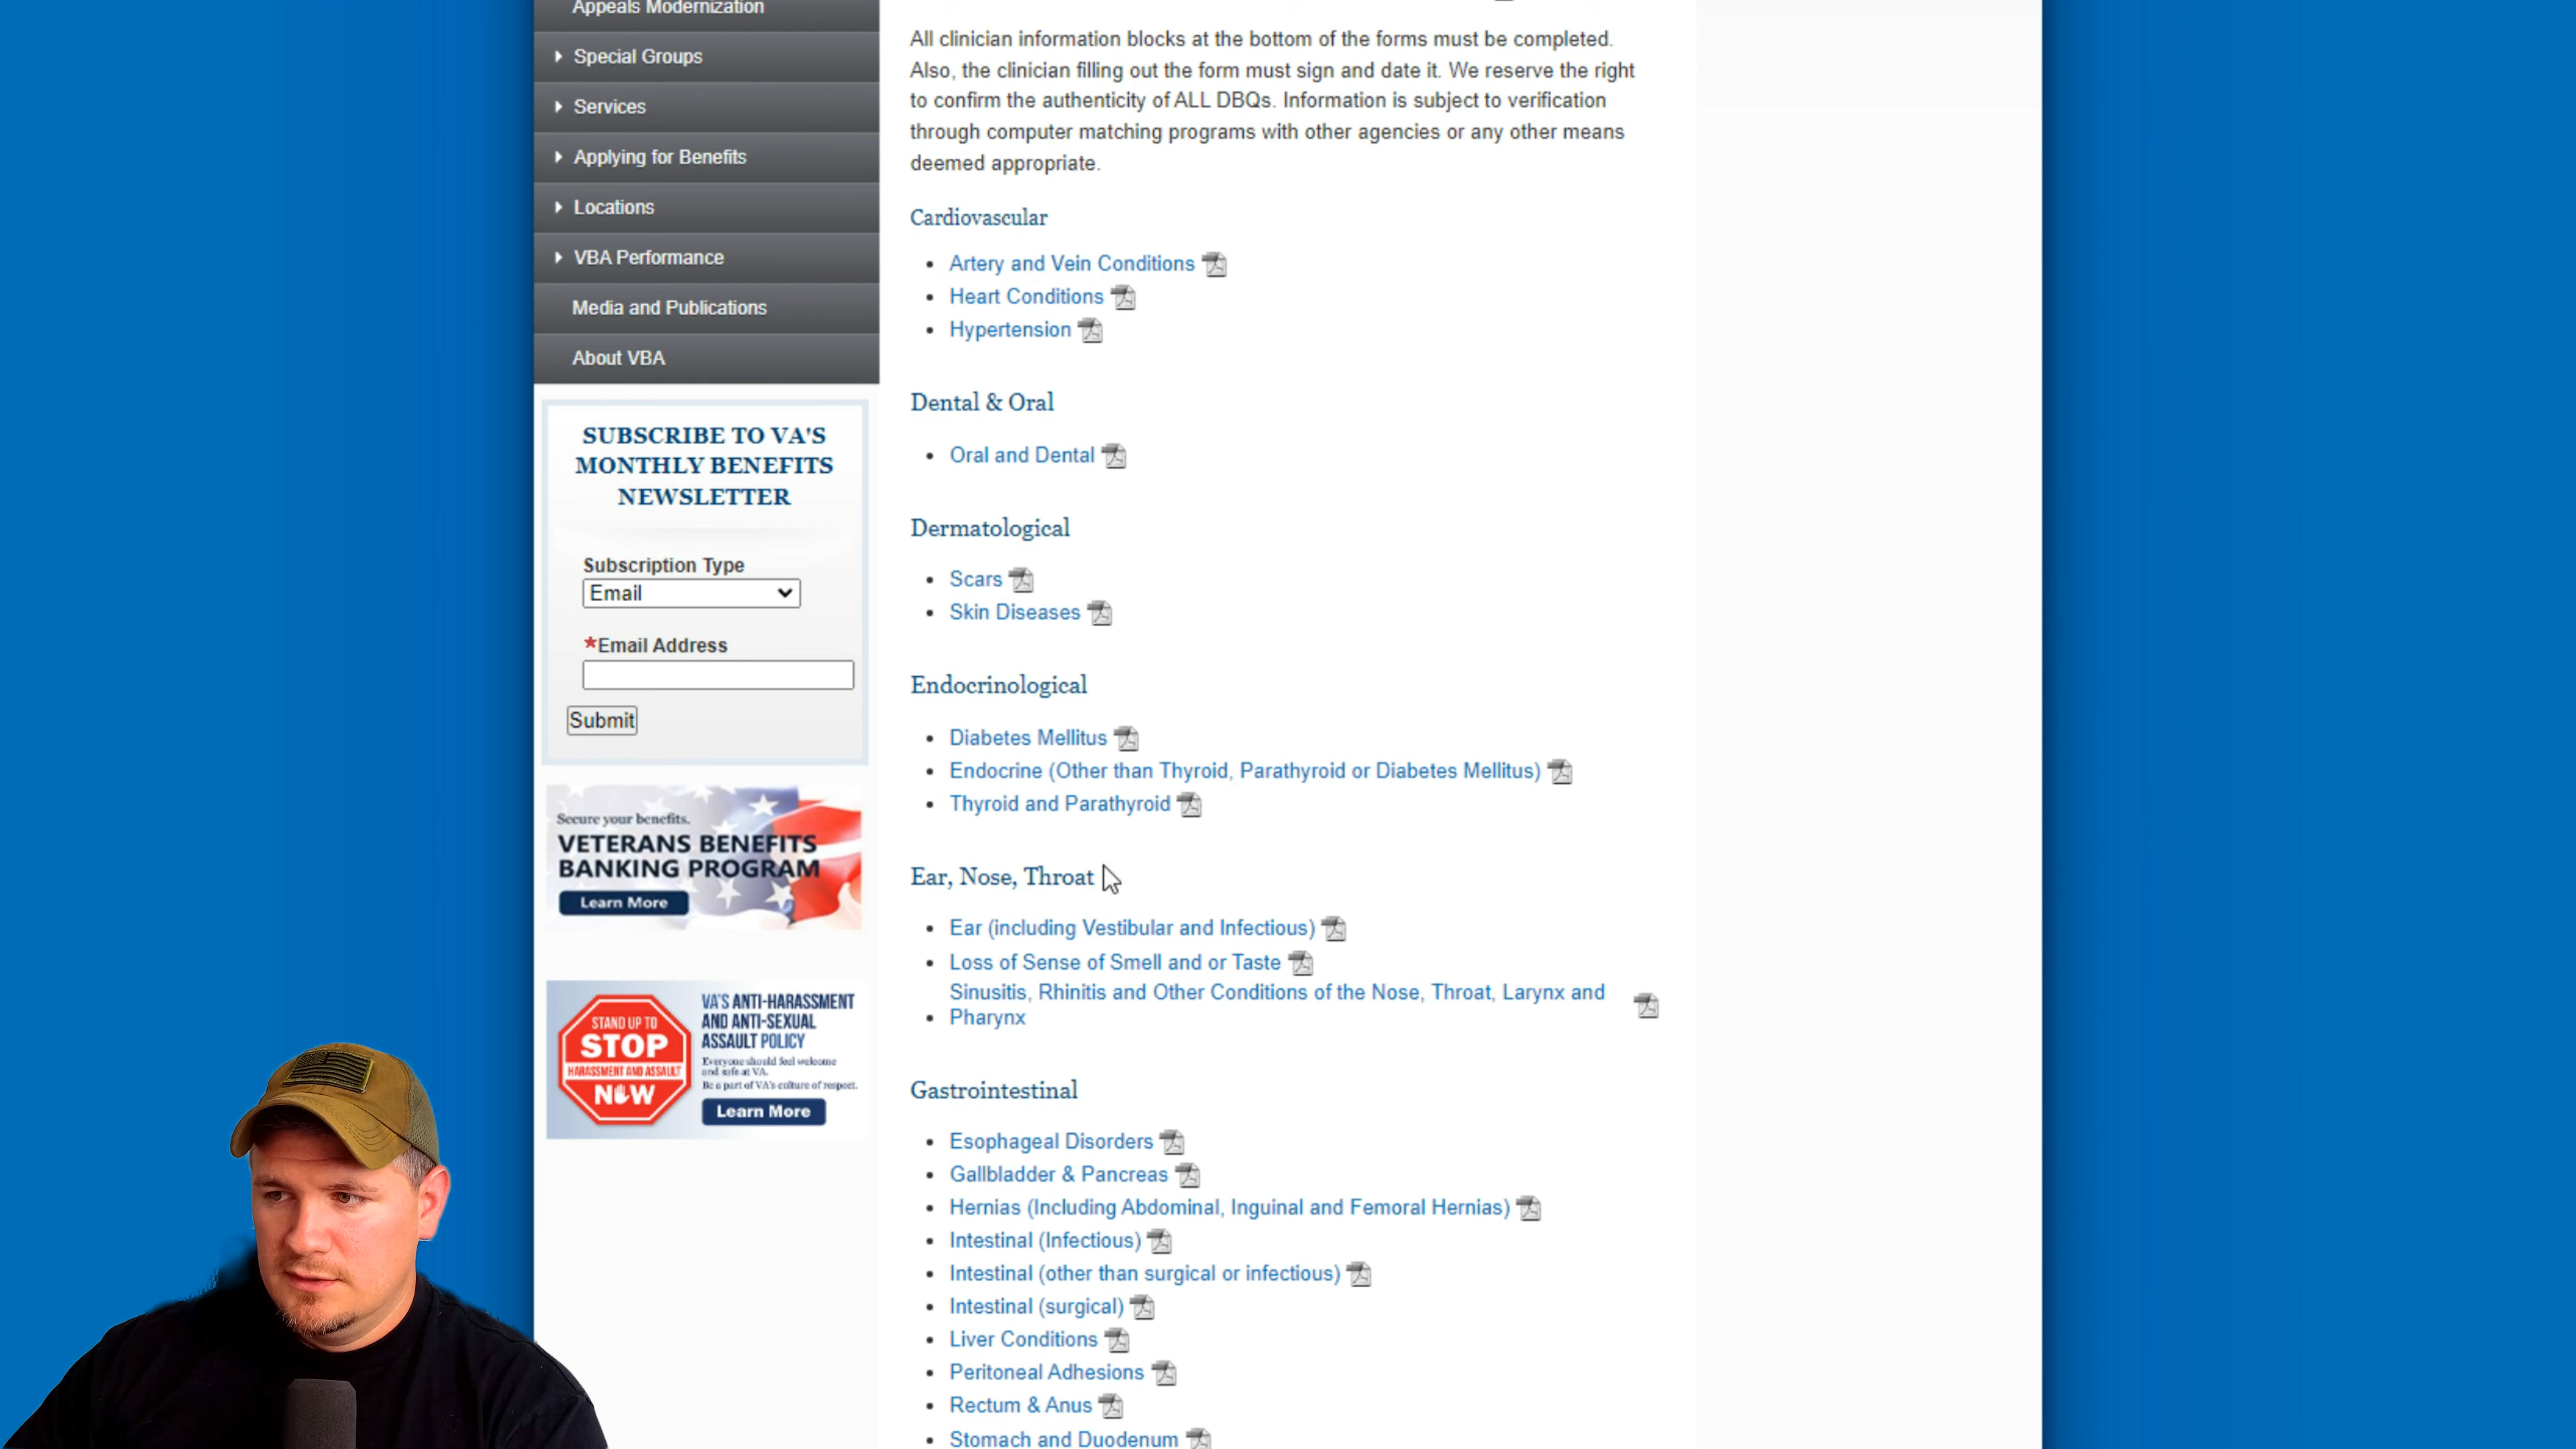 Appeals Modernization
Special Groups
Services
Applying for Benefits
Locations
VBA Performance
Media and Publications
About VBA
SUBSCRIBE TO VA'S
MONTHLY BENEFITS
NEWSLETTER
Subscription Type
Email
*Email Address
Submit
Secure your benefits.
VETERANS BENEFITS
BANKING PROGRAM
Learn More
STAND UP TO
STOP
HARASSMENT AND ASSAULT
NOW
VA'S ANTI-HARASSMENT
AND ANTI-SEXUAL
ASSAULT POLICY
Everyone should feel welcome
and safe at VA.
Be a part of VA's culture of respect.
Learn More
All clinician information blocks at the bottom of the forms must be completed.
Also, the clinician filling out the form must sign and date it. We reserve the right
to confirm the authenticity of ALL DBQs. Information is subject to verification
through computer matching programs with other agencies or any other means
deemed appropriate.
Cardiovascular
Artery and Vein Conditions
Heart Conditions
Hypertension
Dental & Oral
Oral and Dental
Dermatological
Scars
Skin Diseases
Endocrinological
Diabetes Mellitus
Endocrine (Other than Thyroid, Parathyroid or Diabetes Mellitus)
Thyroid and Parathyroid
Ear, Nose, Throat
Ear (including Vestibular and Infectious)
Loss of Sense of Smell and or Taste
Sinusitis, Rhinitis and Other Conditions of the Nose, Throat, Larynx and
Pharynx
Gastrointestinal
Esophageal Disorders
Gallbladder & Pancreas
Hernias (Including Abdominal, Inguinal and Femoral Hernias)
Intestinal (Infectious)
Intestinal (other than surgical or infectious)
Intestinal (surgical)
Liver Conditions
Peritoneal Adhesions
Rectum & Anus
Stomach and Duodenum